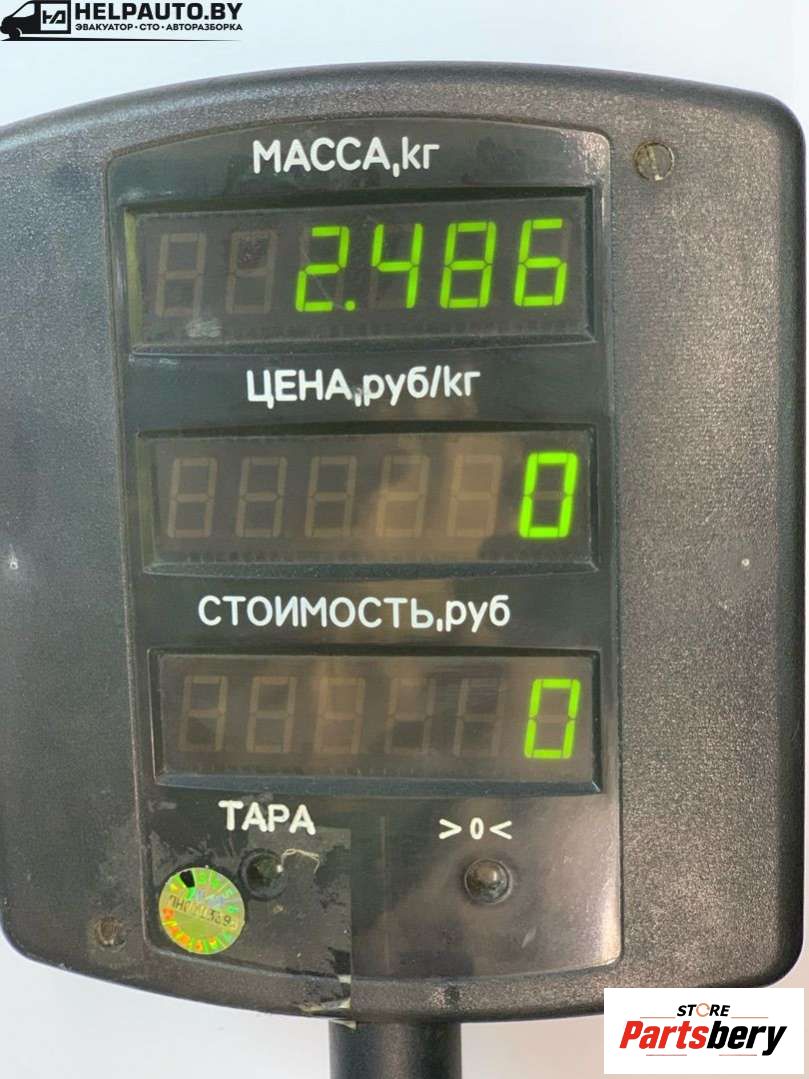 HELPAUTO.BY
ЭВАКУАТОР · СТО · АВТОРАЗБОРКА
МАССА,кг
2.486
ЦЕНА,руб/кг
0
СТОИМОСТЬ,руб
0
ТАРА >0<
STORE
Partsbery